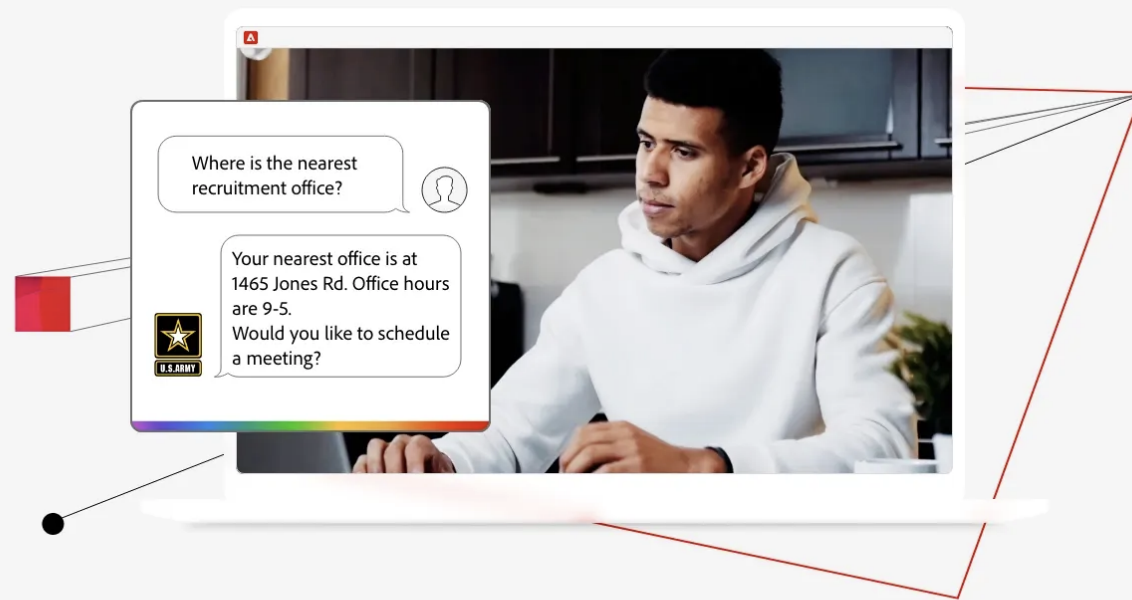 Where is the nearest
recruitment office?
Your nearest office is at
1465 Jones Rd. Office hours
are 9-5.
Would you like to schedule
a meeting?
U.S.ARMY